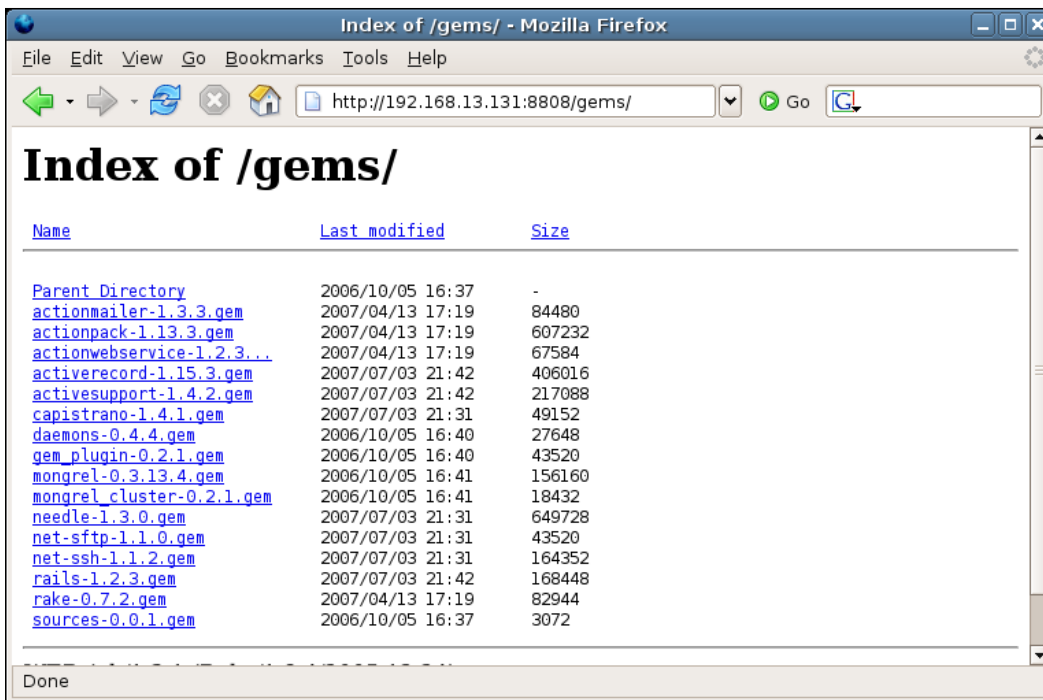 Index of /gems/ - Mozilla Firefox
File Edit View Go Bookmarks Tools Help
http://192.168.13.131:8808/gems/ Go G
Index of /gems/
Name Last modified Size
Parent Directory 2006/10/05 16:37 -
actionmailer-1.3.3.gem 2007/04/13 17:19 84480
actionpack-1.13.3.gem 2007/04/13 17:19 607232
actionwebservice-1.2.3... 2007/04/13 17:19 67584
activerecord-1.15.3.gem 2007/07/03 21:42 406016
activesupport-1.4.2.gem 2007/07/03 21:42 217088
capistrano-1.4.1.gem 2007/07/03 21:31 49152
daemons-0.4.4.gem 2006/10/05 16:40 27648
gem_plugin-0.2.1.gem 2006/10/05 16:40 43520
mongrel-0.3.13.4.gem 2006/10/05 16:41 156160
mongrel_cluster-0.2.1.gem 2006/10/05 16:41 18432
needle-1.3.0.gem 2007/07/03 21:31 649728
net-sftp-1.1.0.gem 2007/07/03 21:31 43520
net-ssh-1.1.2.gem 2007/07/03 21:31 164352
rails-1.2.3.gem 2007/07/03 21:42 168448
rake-0.7.2.gem 2007/04/13 17:19 82944
sources-0.0.1.gem 2006/10/05 16:37 3072
Done